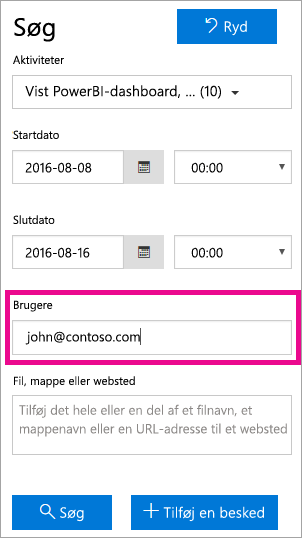 Søg
Ryd
Aktiviteter
Vist PowerBI-dashboard, ... (10)
Startdato
2016-08-08
00:00
Slutdato
2016-08-16
00:00
Brugere
john@contoso.com
Fil, mappe eller websted
Tilføj det hele eller en del af et filnavn, et
mappenavn eller en URL-adresse til et websted
Søg
Tilføj en besked